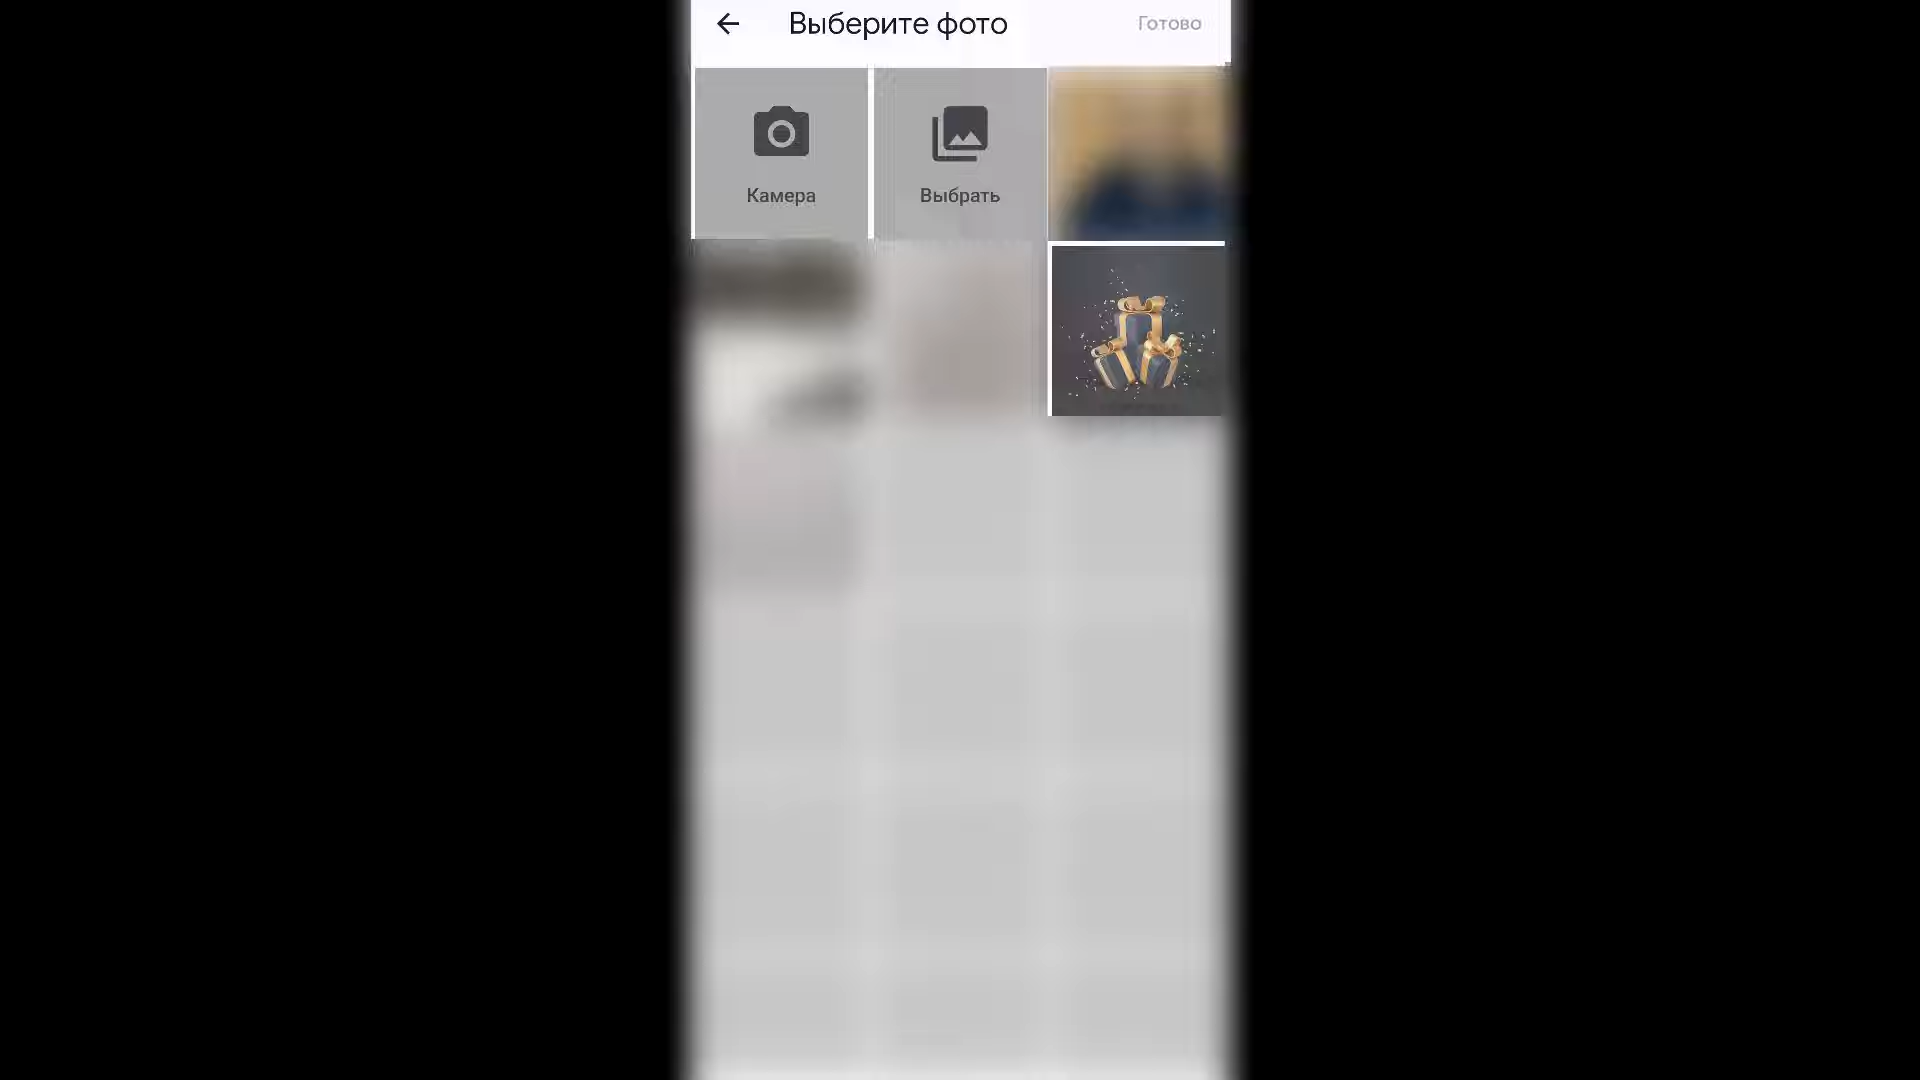 Выберите фото
Готово
Камера
Выбрать